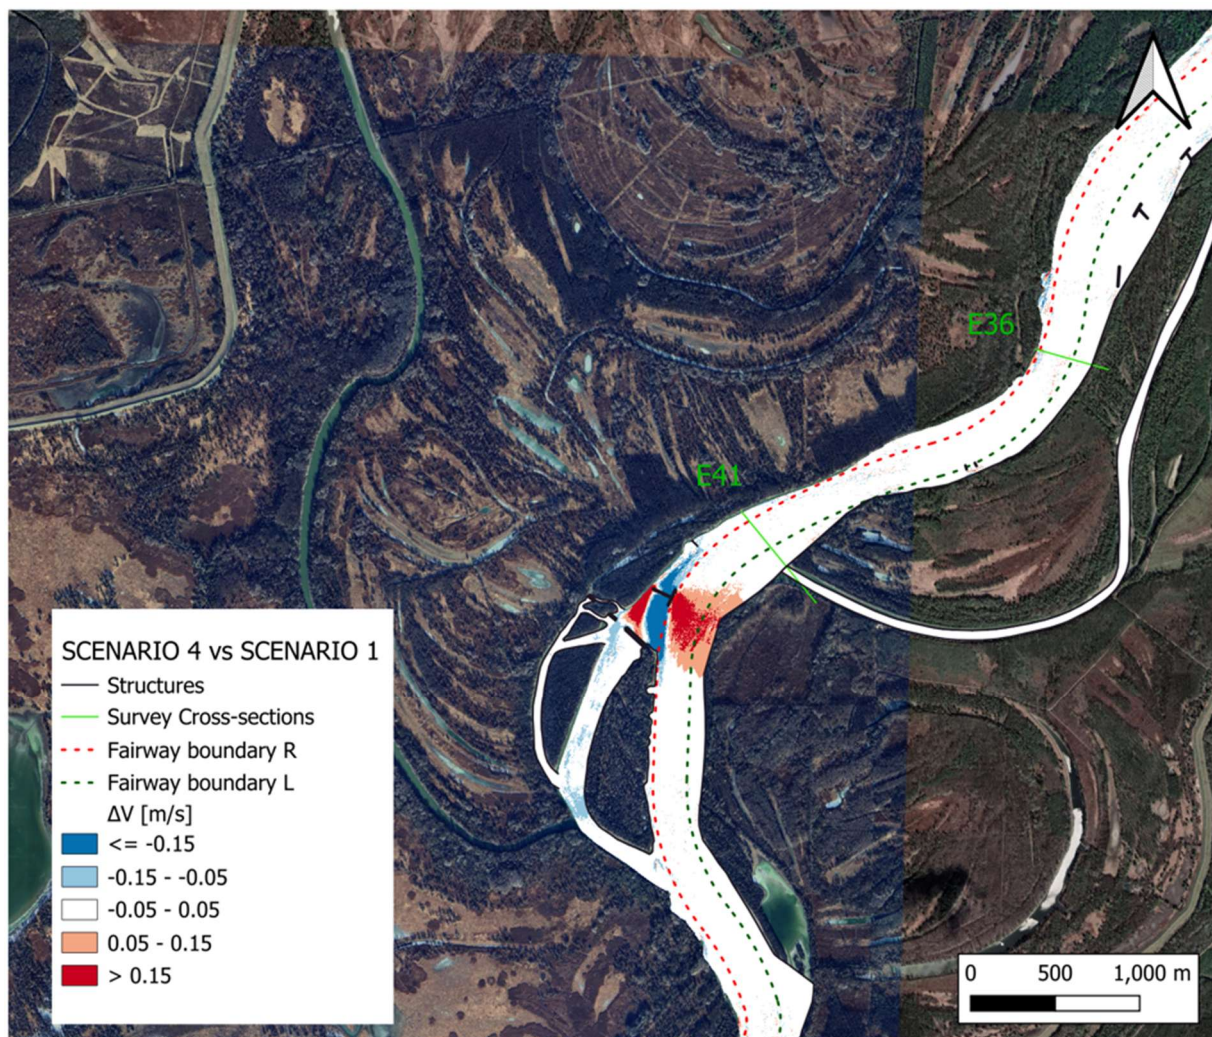 E36
E41
SCENARIO 4 vs SCENARIO 1
Structures
Survey Cross-sections
Fairway boundary R
Fairway boundary L
ΔV [m/s]
<= -0.15
-0.15 - -0.05
-0.05 - 0.05
0.05 - 0.15
> 0.15
0 500 1,000 m